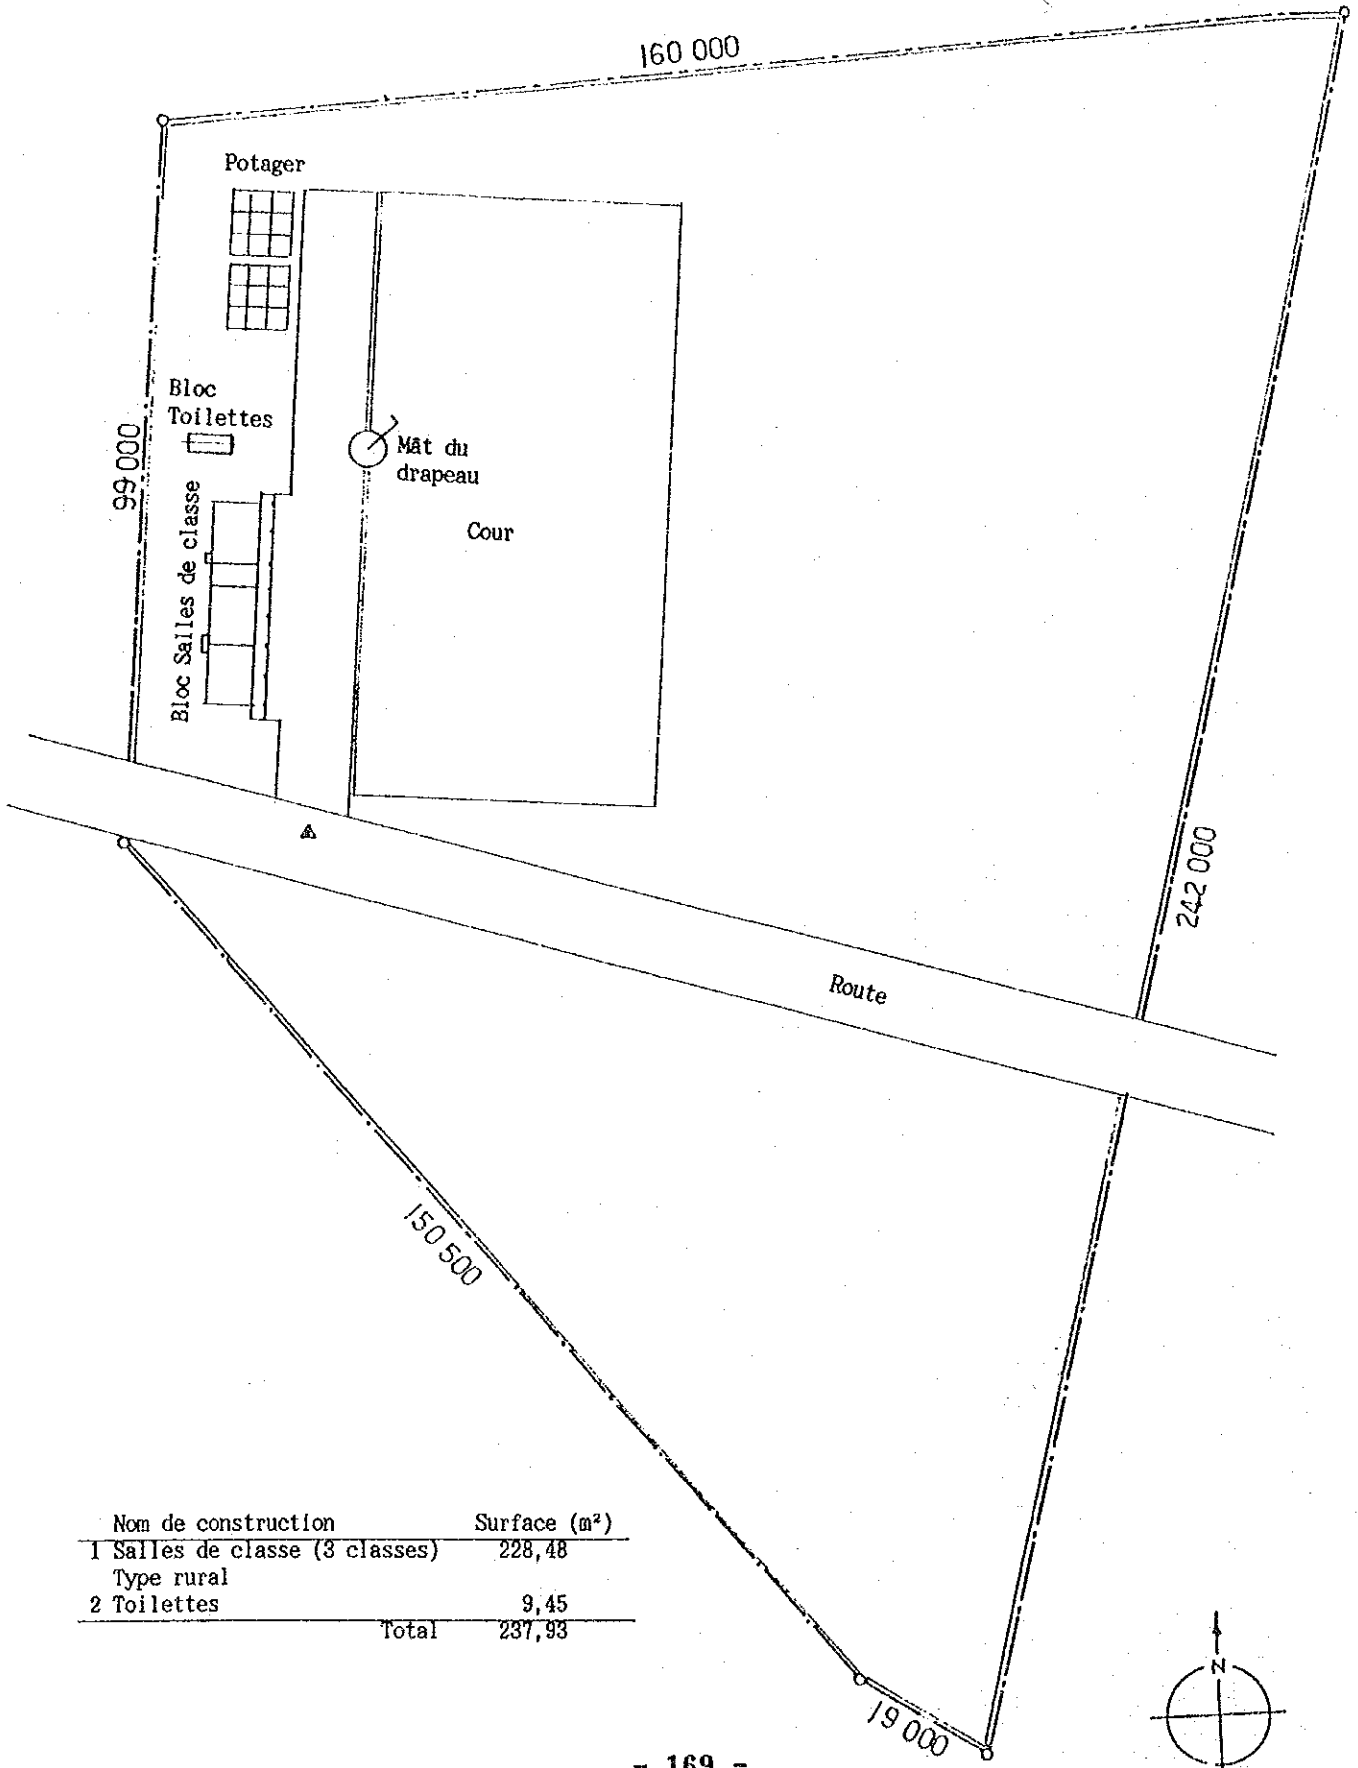 160 000
Potager
Bloc
Toilettes
99 000
Mât du
drapeau
Cour
Bloc Salles de classe
242 000
Route
150 500
Nom de construction Surface (m²)
1 Salles de classe (3 classes) 228,48
Type rural
2 Toilettes 9,45
Total 237,93
N
19 000
- 169 -